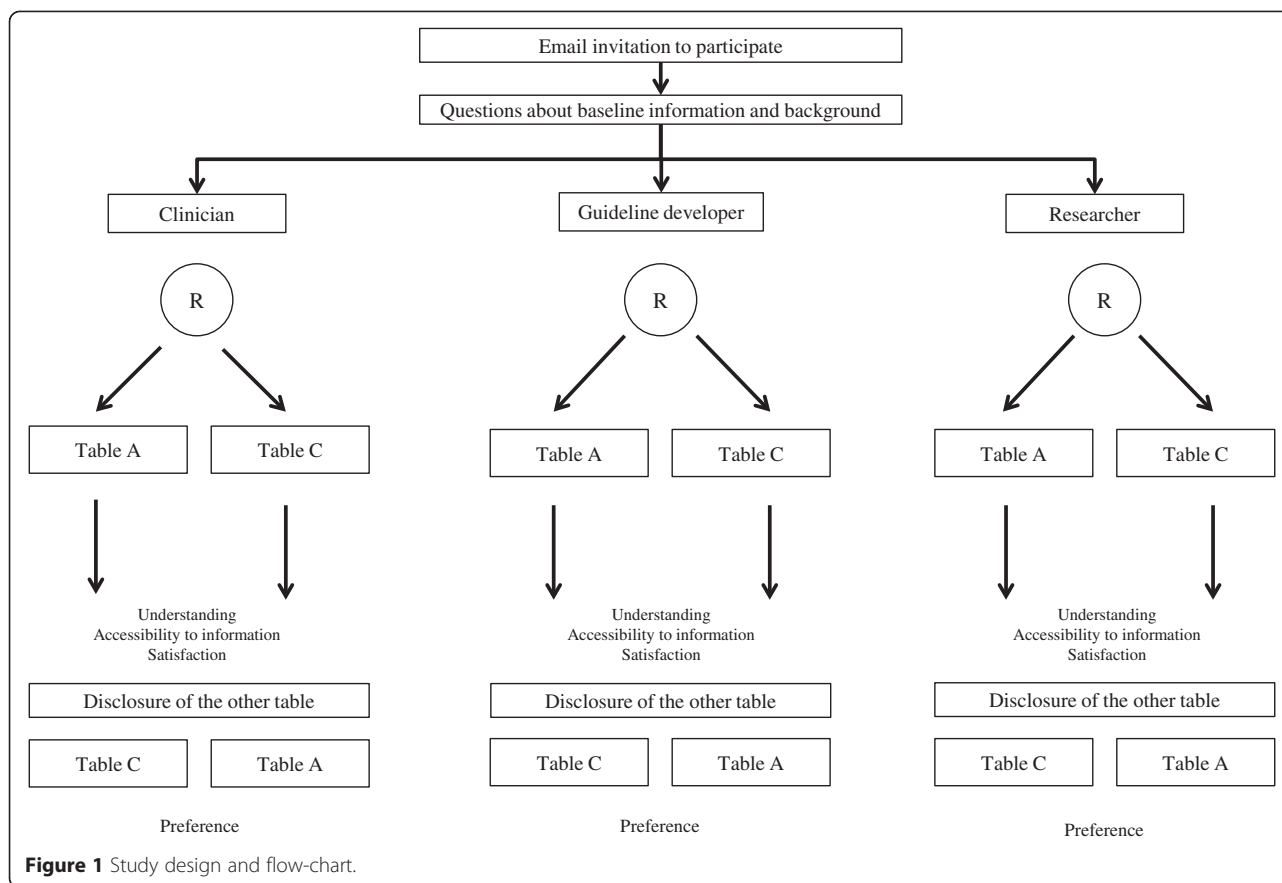 Email invitation to participate
Questions about baseline information and background
Clinician
Guideline developer
Researcher
R
R
R
Table A
Table C
Table A
Table C
Table A
Table C
Understanding
Accessibility to information
Satisfaction
Understanding
Accessibility to information
Satisfaction
Understanding
Accessibility to information
Satisfaction
Disclosure of the other table
Disclosure of the other table
Disclosure of the other table
Table C
Table A
Table C
Table A
Table C
Table A
Preference
Preference
Preference
Figure 1 Study design and flow-chart.